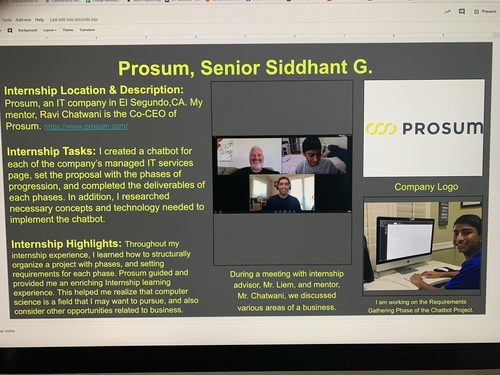 Tools Add-ons Help Last edit was seconds ago
Present
Background Layout Theme Transition
Prosum, Senior Siddhant G.
Internship Location & Description:
Prosum, an IT company in El Segundo,CA. My
mentor, Ravi Chatwani is the Co-CEO of
Prosum. https://www.prosum.com/
Internship Tasks: I created a chatbot for
each of the company's managed IT services
page, set the proposal with the phases of
progression, and completed the deliverables
of each phases. In addition, I researched
necessary concepts and technology needed to
implement the chatbot.
Internship Highlights: Throughout my
internship experience, I learned how to structurally
organize a project with phases, and setting
requirements for each phase. Prosum guided and
provided me an enriching Internship learning
experience. This helped me realize that computer
science is a field that I may want to pursue, and also
consider other opportunities related to business.
During a meeting with internship
advisor, Mr. Liem, and mentor,
Mr. Chatwani, we discussed
various areas of a business.
PROSUM
Company Logo
I am working on the Requirements
Gathering Phase of the Chatbot Project.
er notes